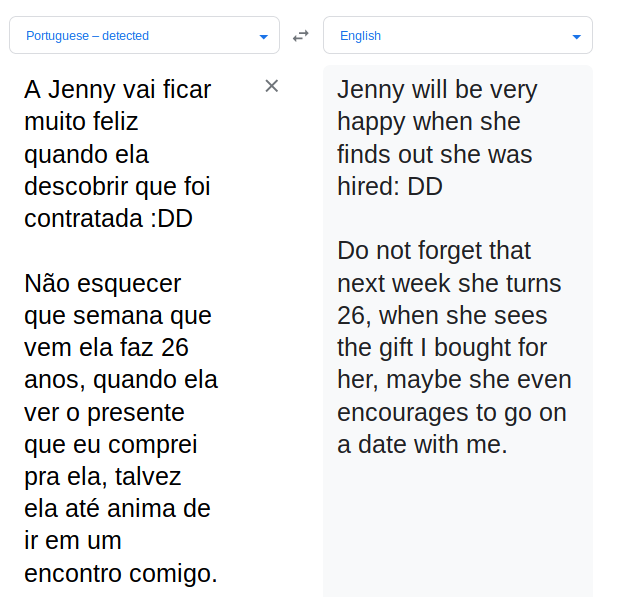 Portuguese – detected
English
A Jenny vai ficar
muito feliz
quando ela
descobrir que foi
contratada :DD
Não esquecer
que semana que
vem ela faz 26
anos, quando ela
ver o presente
que eu comprei
pra ela, talvez
ela até anima de
ir em um
encontro comigo.
Jenny will be very
happy when she
finds out she was
hired: DD
Do not forget that
next week she turns
26, when she sees
the gift I bought for
her, maybe she even
encourages to go on
a date with me.